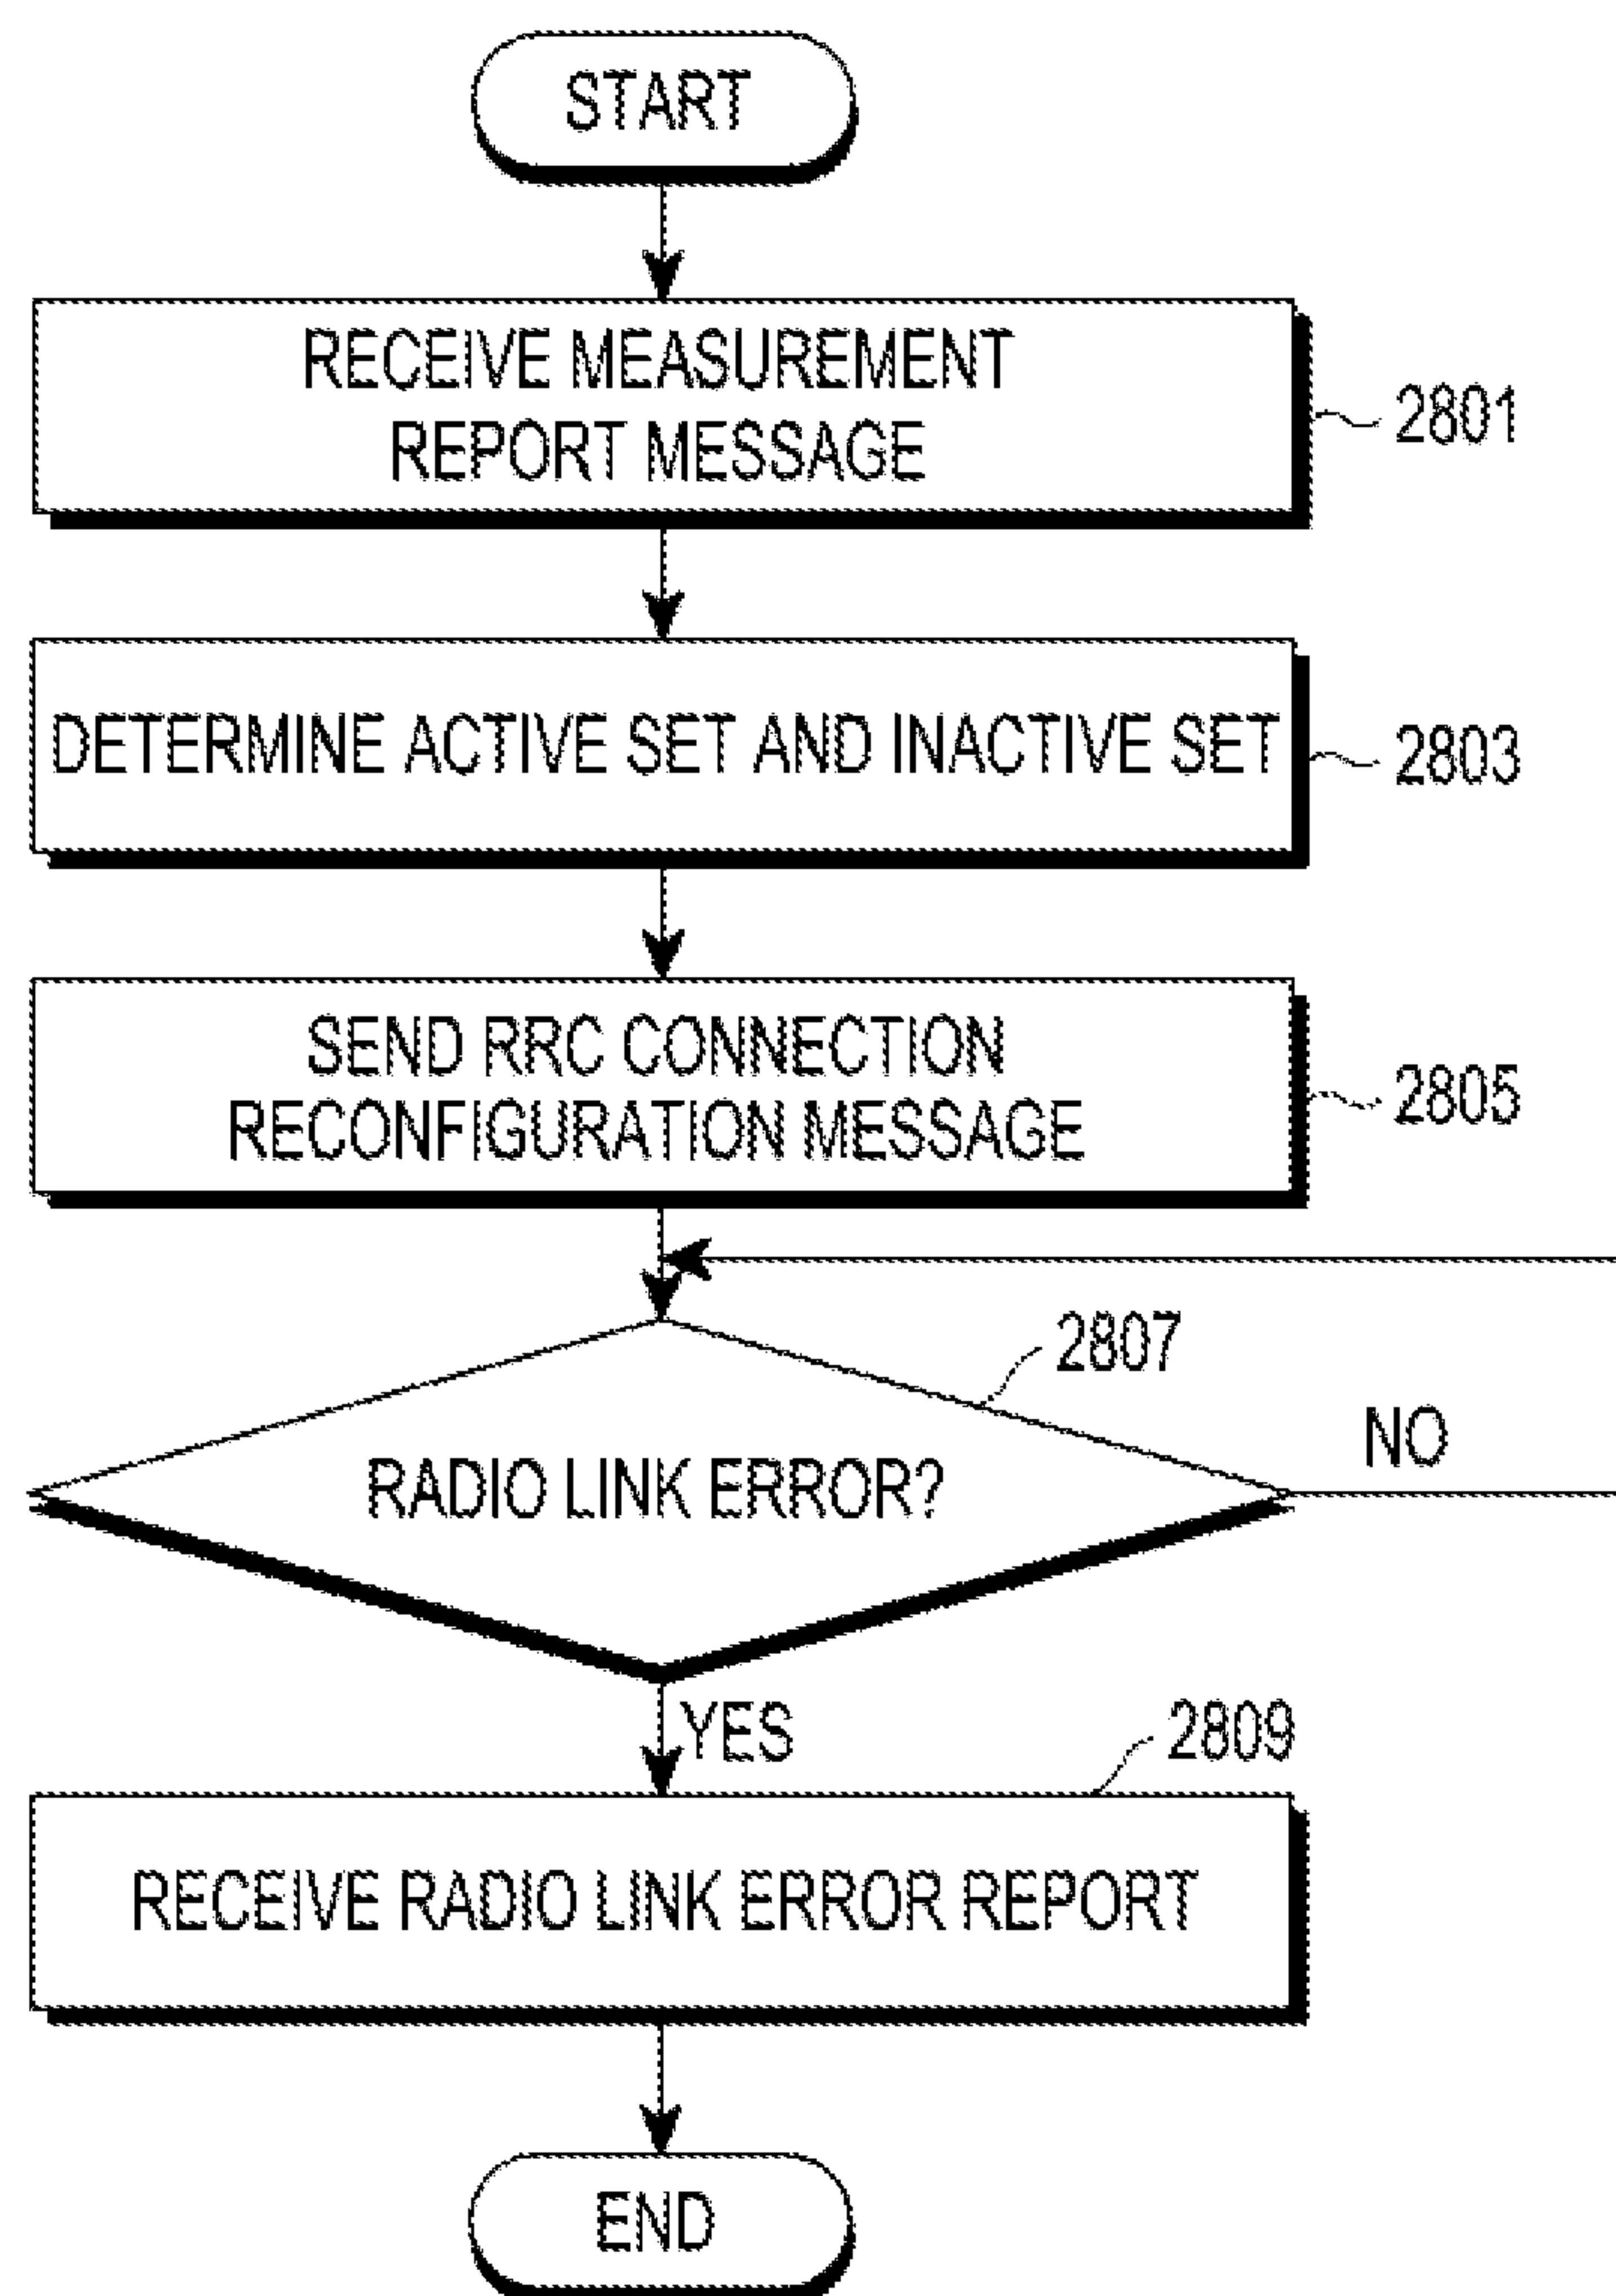 START
RECEIVE MEASUREMENT
REPORT MESSAGE
2801
DETERMINE ACTIVE SET AND INACTIVE SET
2803
SEND RRC CONNECTION
RECONFIGURATION MESSAGE
2805
2807
RADIO LINK ERROR?
NO
YES
2809
RECEIVE RADIO LINK ERROR REPORT
END